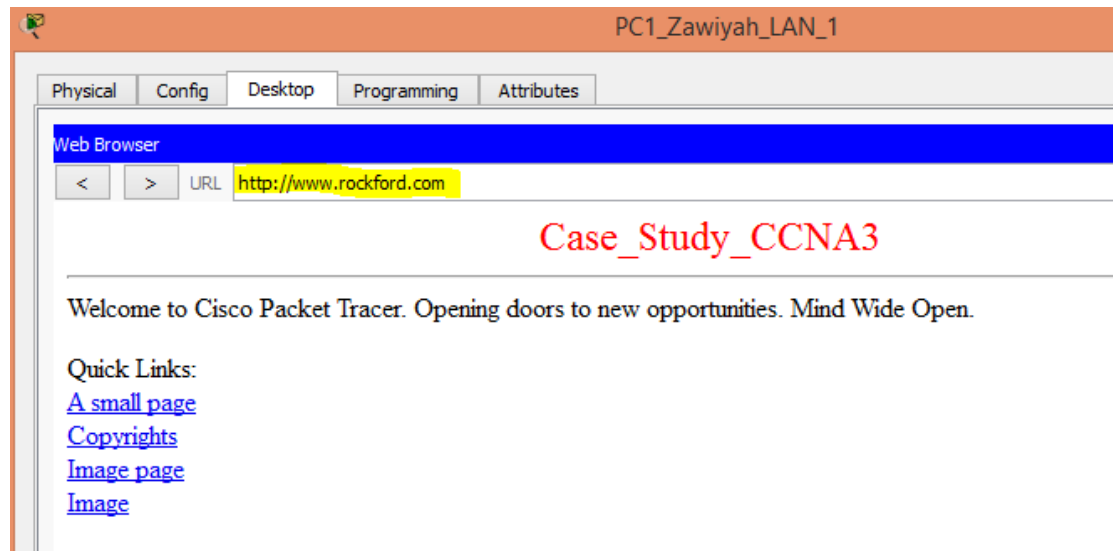 PC1_Zawiyah_LAN_1
Physical Config Desktop Programming Attributes
Web Browser
< > URL http://www.rockford.com
Case_Study_CCNA3
Welcome to Cisco Packet Tracer. Opening doors to new opportunities. Mind Wide Open.
Quick Links:
A small page
Copyrights
Image page
Image